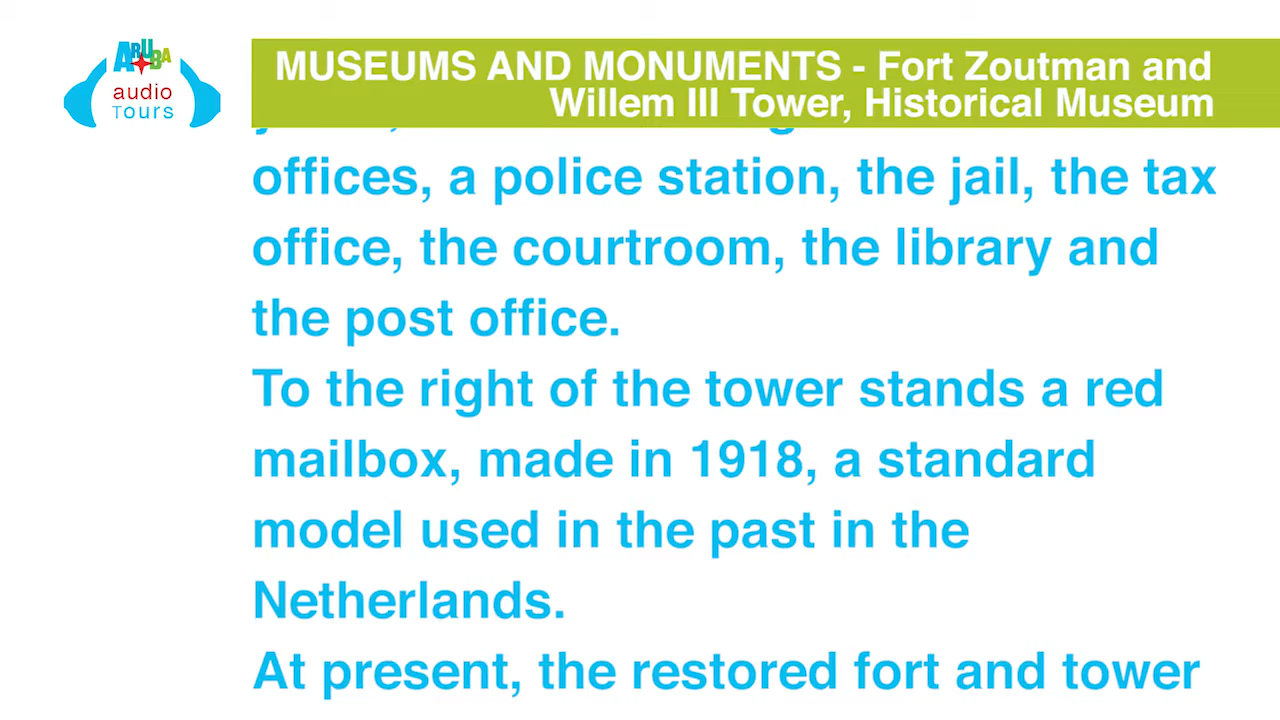 ARUBA
audio
Tours
MUSEUMS AND MONUMENTS - Fort Zoutman and
Willem III Tower, Historical Museum
offices, a police station, the jail, the tax
office, the courtroom, the library and
the post office.
To the right of the tower stands a red
mailbox, made in 1918, a standard
model used in the past in the
Netherlands.
At present, the restored fort and tower